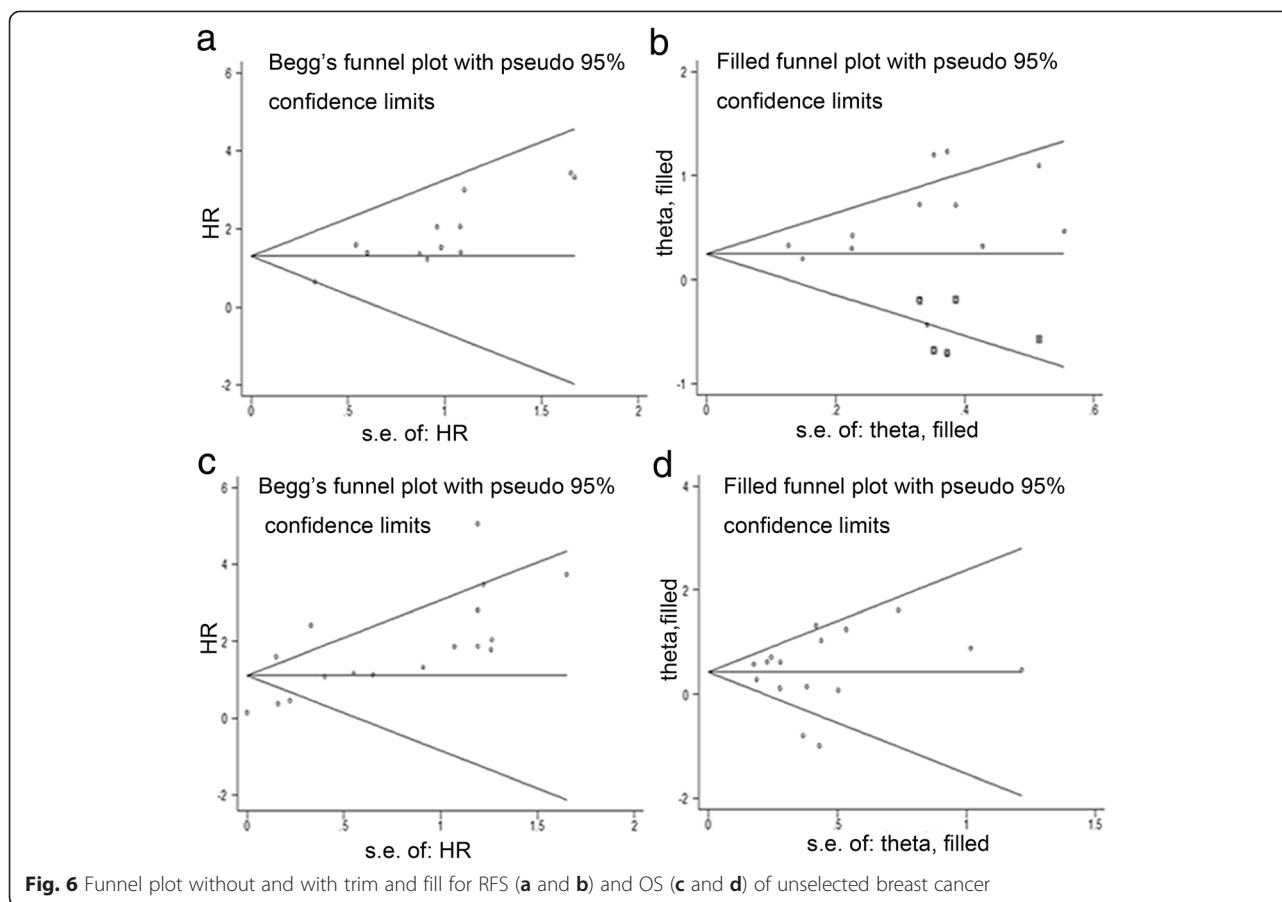 a
Begg's funnel plot with pseudo 95%
confidence limits
6
4
2
0
-2
HR
0
.5
1
1.5
2
s.e. of: HR
b
Filled funnel plot with pseudo 95%
confidence limits
2
1
0
-1
theta, filled
0
.2
.4
.6
s.e. of: theta, filled
c
Begg's funnel plot with pseudo 95%
confidence limits
6
4
2
0
-2
HR
0
.5
1
1.5
2
s.e. of: HR
d
Filled funnel plot with pseudo 95%
confidence limits
4
2
0
-2
theta,filled
0
.5
1
1.5
s.e. of: theta, filled
Fig. 6 Funnel plot without and with trim and fill for RFS (a and b) and OS (c and d) of unselected breast cancer